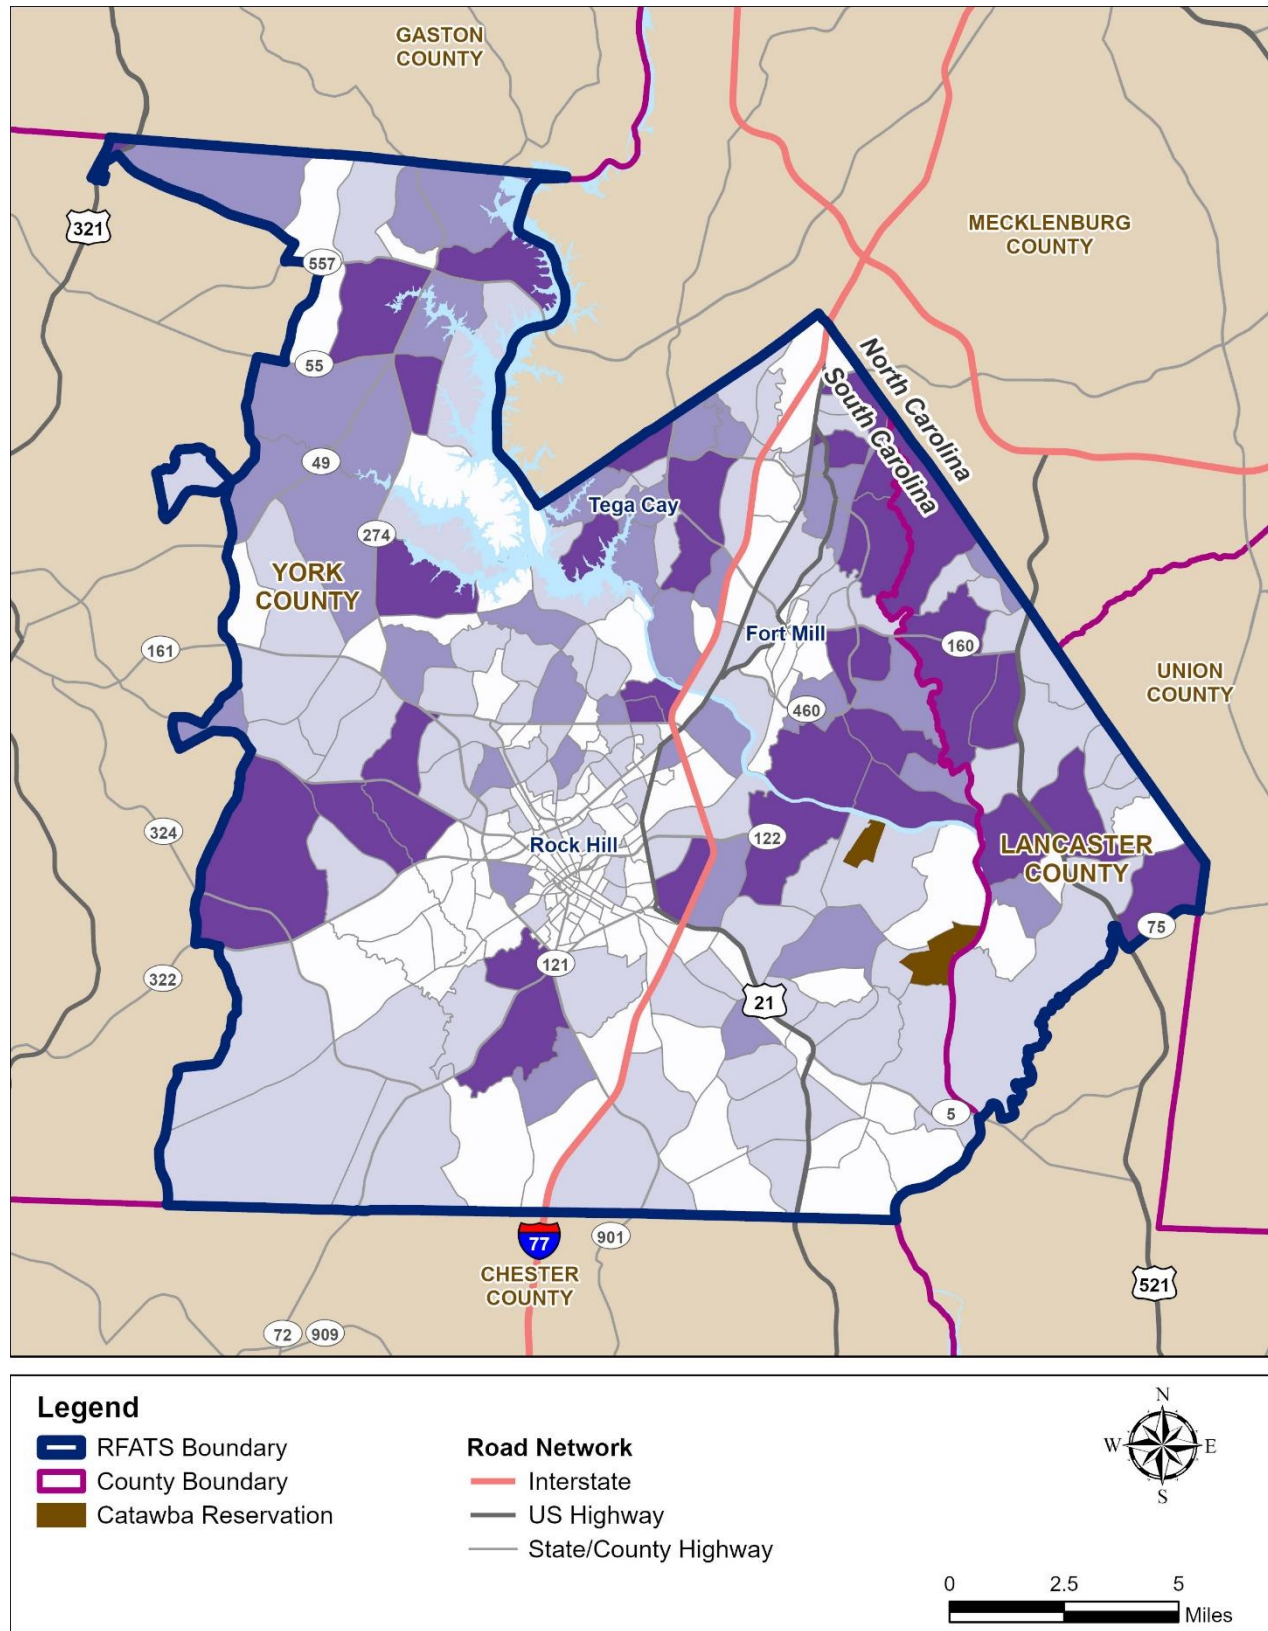 GASTON
COUNTY
MECKLENBURG
COUNTY
321
557
North Carolina
South Carolina
55
49
Tega Cay
274
YORK
COUNTY
Fort Mill
161
160
UNION
COUNTY
460
324
Rock Hill
122
LANCASTER
COUNTY
75
322
121
21
5
77
901
CHESTER
COUNTY
521
72
909
Legend
RFATS Boundary
County Boundary
Catawba Reservation
Road Network
Interstate
US Highway
State/County Highway
N
W
E
S
0 2.5 5
Miles